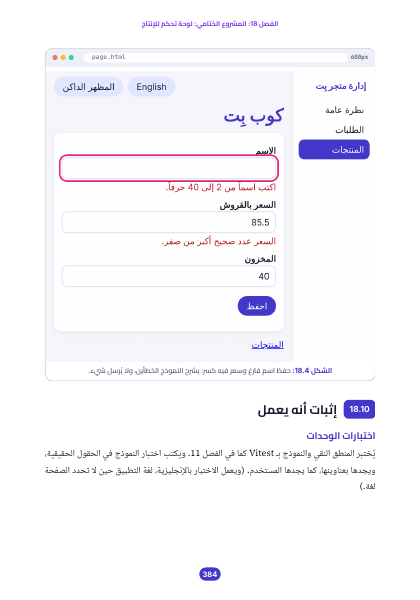 الفصل 18: المشروع الختامي: لوحة تحكم للإنتاج
page.html
600px
إدارة متجر بِت
نظرة عامة
الطلبات
المنتجات
English
المظهر الداكن
كوب بِت
الاسم
اكتب اسماً من 2 إلى 40 حرفاً.
السعر بالقروش
85.5
السعر عدد صحيح أكبر من صفر.
المخزون
40
احفظ
المنتجات
الشكل 18.4: حفظ اسم فارغ وسعر فيه كسر: يشرح النموذج الخطأين، ولا يُرسل شيء.
18.10 إثبات أنه يعمل
اختبارات الوحدات
يُختبر المنطق النقي والنموذج بـ Vitest كما في الفصل 11. ويكتب اختبار النموذج في الحقول الحقيقية،
ويجدها بعناوينها، كما يجدها المستخدم. (ويعمل الاختبار بالإنجليزية، لغة التطبيق حين لا تحدد الصفحة
لغة.)
384